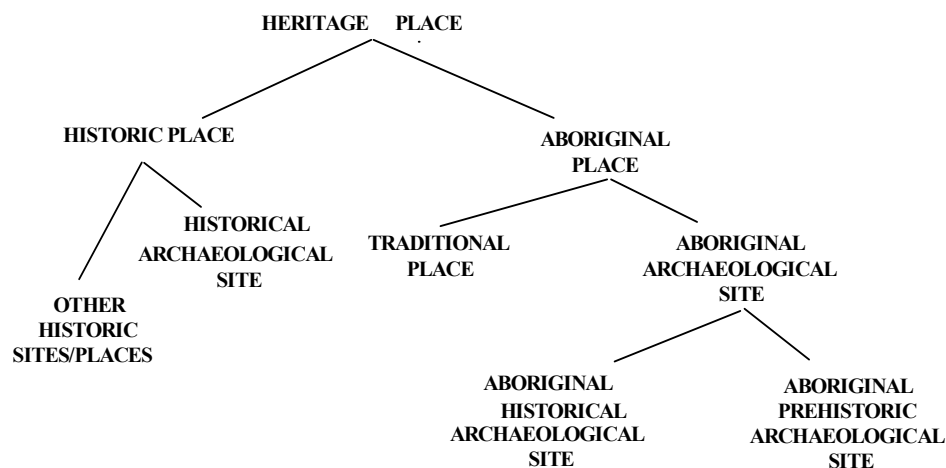 HERITAGE PLACE
HISTORIC PLACE
ABORIGINAL
PLACE
HISTORICAL
ARCHAEOLOGICAL
SITE
TRADITIONAL
PLACE
ABORIGINAL
ARCHAEOLOGICAL
SITE
OTHER
HISTORIC
SITES/PLACES
ABORIGINAL
HISTORICAL
ARCHAEOLOGICAL
SITE
ABORIGINAL
PREHISTORIC
ARCHAEOLOGICAL
SITE